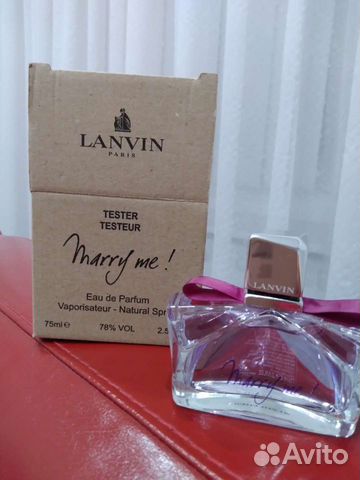 LANVIN
PARIS
TESTER
TESTEUR
Marry me!
Eau de Parfum
Vaporisateur - Natural Spr
75ml e 78% VOL 2.5
LANVIN
Marry me!
Avito